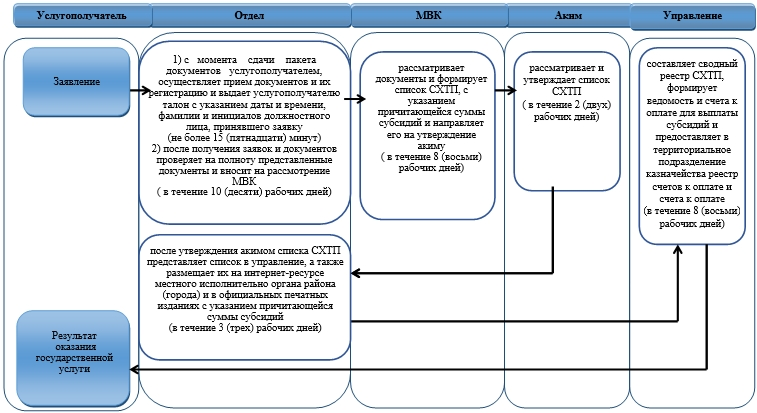 Услугополучатель
Отдел
МВК
Аким
Управление
Заявление
1) с момента сдачи пакета
документов услугополучателем,
осуществляет прием документов и их
регистрацию и выдает услугополучателю
талон с указанием даты и времени,
фамилии и инициалов должностного
лица, принявшего заявку
(не более 15 (пятнадцати) минут)
2) после получения заявок и документов
проверяет на полноту представленные
документы и вносит на рассмотрение
МВК
( в течение 10 (десяти) рабочих дней)
рассматривает
документы и формирует
список СХТП, с
указанием
причитающейся суммы
субсидий и направляет
его на утверждение
акиму
( в течение 8 (восьми)
рабочих дней)
рассматривает и
утверждает список
СХТП
(в течение 2 (двух)
рабочих дней)
составляет сводный
реестр СХТП,
формирует
ведомость и счета к
оплате для выплаты
субсидий и
предоставляет в
территориальное
подразделение
казначейства реестр
счетов к оплате и
счета к оплате
(в течение 8 (восьми)
рабочих дней)
после утверждения акимом списка СХТП
представляет список в управление, а также
размещает их на интернет-ресурсе
местного исполнительно органа района
(города) и в официальных печатных
изданиях с указанием причитающейся
суммы субсидий
(в течение 3 (трех) рабочих дней)
Результат
оказания
государственной
услуги